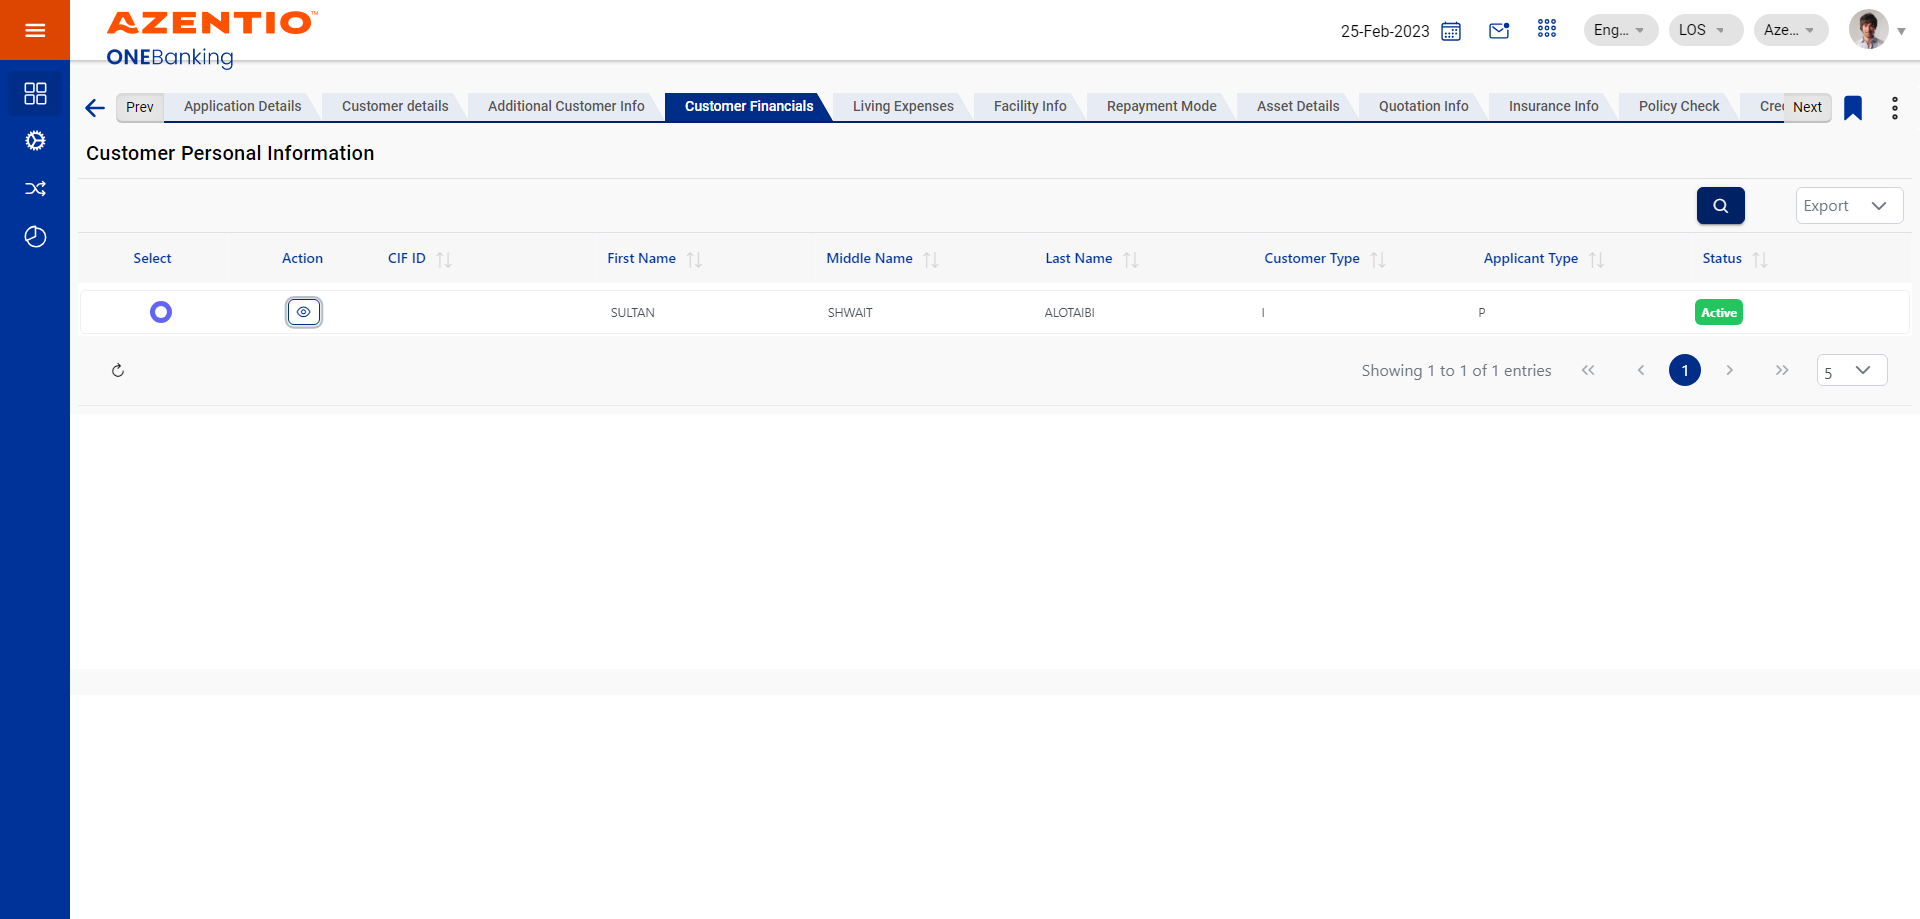 AZENTIO™
ONEBanking
25-Feb-2023
Eng...
LOS
Aze...
Prev
Application Details
Customer details
Additional Customer Info
Customer Financials
Living Expenses
Facility Info
Repayment Mode
Asset Details
Quotation Info
Insurance Info
Policy Check
Cre
Next
Customer Personal Information
Export
Select
Action
CIF ID
First Name
Middle Name
Last Name
Customer Type
Applicant Type
Status
SULTAN
SHWAIT
ALOTAIBI
I
P
Active
Showing 1 to 1 of 1 entries
1
5